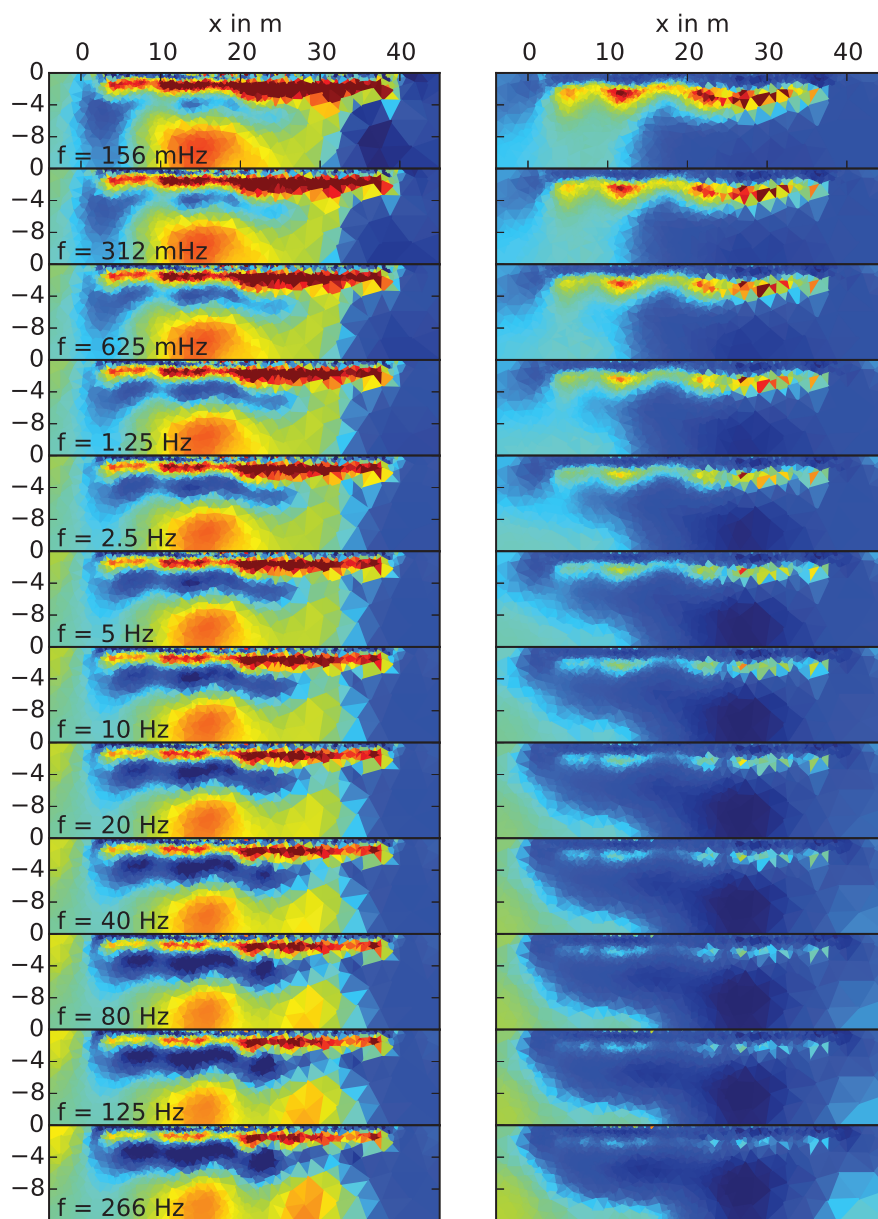 x in m x in m
0 10 20 30 40 0 10 20 30 40
0
−4
−8
f = 156 mHz
0
−4
−8
f = 312 mHz
0
−4
−8
f = 625 mHz
0
−4
−8
f = 1.25 Hz
0
−4
−8
f = 2.5 Hz
0
−4
−8
f = 5 Hz
0
−4
−8
f = 10 Hz
0
−4
−8
f = 20 Hz
0
−4
−8
f = 40 Hz
0
−4
−8
f = 80 Hz
0
−4
−8
f = 125 Hz
0
−4
−8
f = 266 Hz